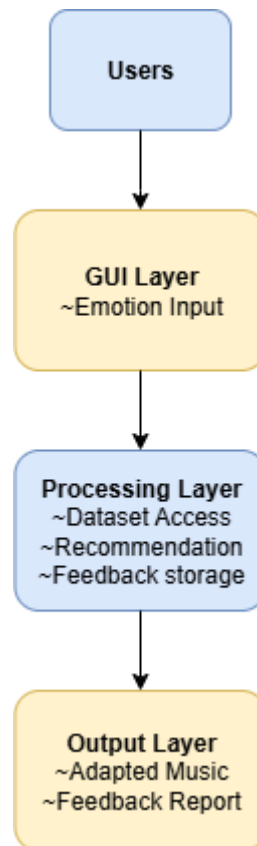 Users
GUI Layer
~Emotion Input
Processing Layer
~Dataset Access
~Recommendation
~Feedback storage
Output Layer
~Adapted Music
~Feedback Report